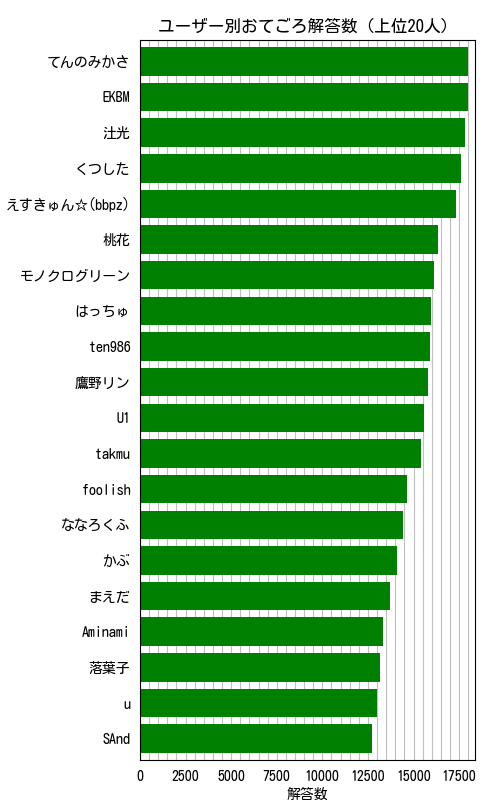 ユーザー別おてごろ解答数 (上位20人)
てんのみかさ
EKBM
辻光
くつした
えすきゅん☆(bbpz)
桃花
モノクログリーン
はっちゅ
ten986
鷹野リン
U1
takmu
foolish
ななろくふ
かぶ
まえだ
Aminami
落葉子
u
SAnd
0 2500 5000 7500 10000 12500 15000 17500
解答数